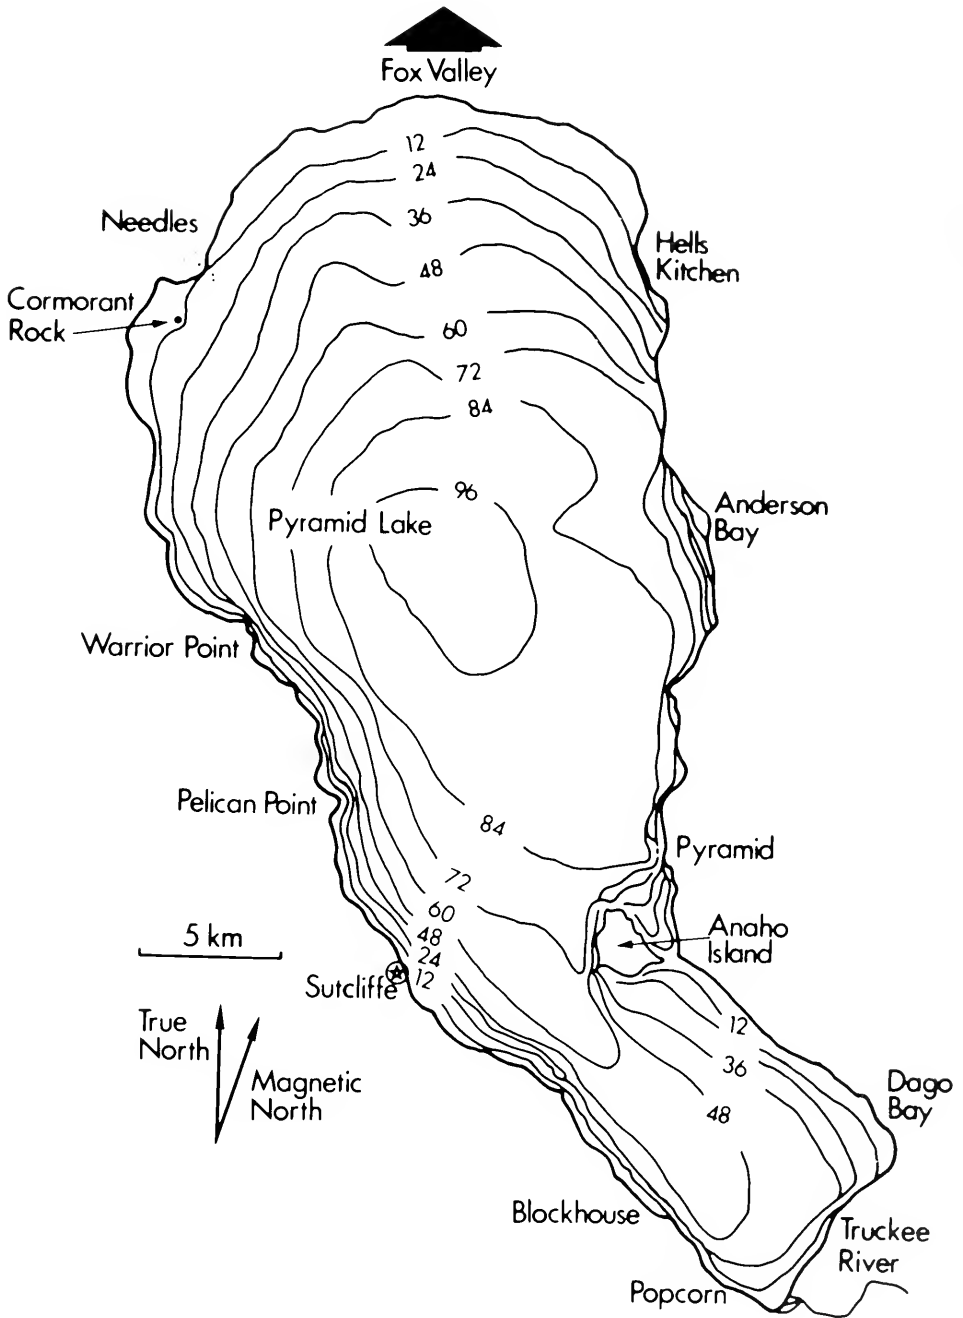 Fox Valley
12
24
Needles
36
Hells
Kitchen
48
Cormorant
Rock
60
72
84
96
Pyramid Lake
Anderson
Bay
Warrior Point
Pelican Point
84
Pyramid
72
60
Anaho
Island
48
5 km
24
12
Sutcliffe
True
North
12
36
Magnetic
North
Dago
Bay
48
Blockhouse
Truckee
River
Popcorn